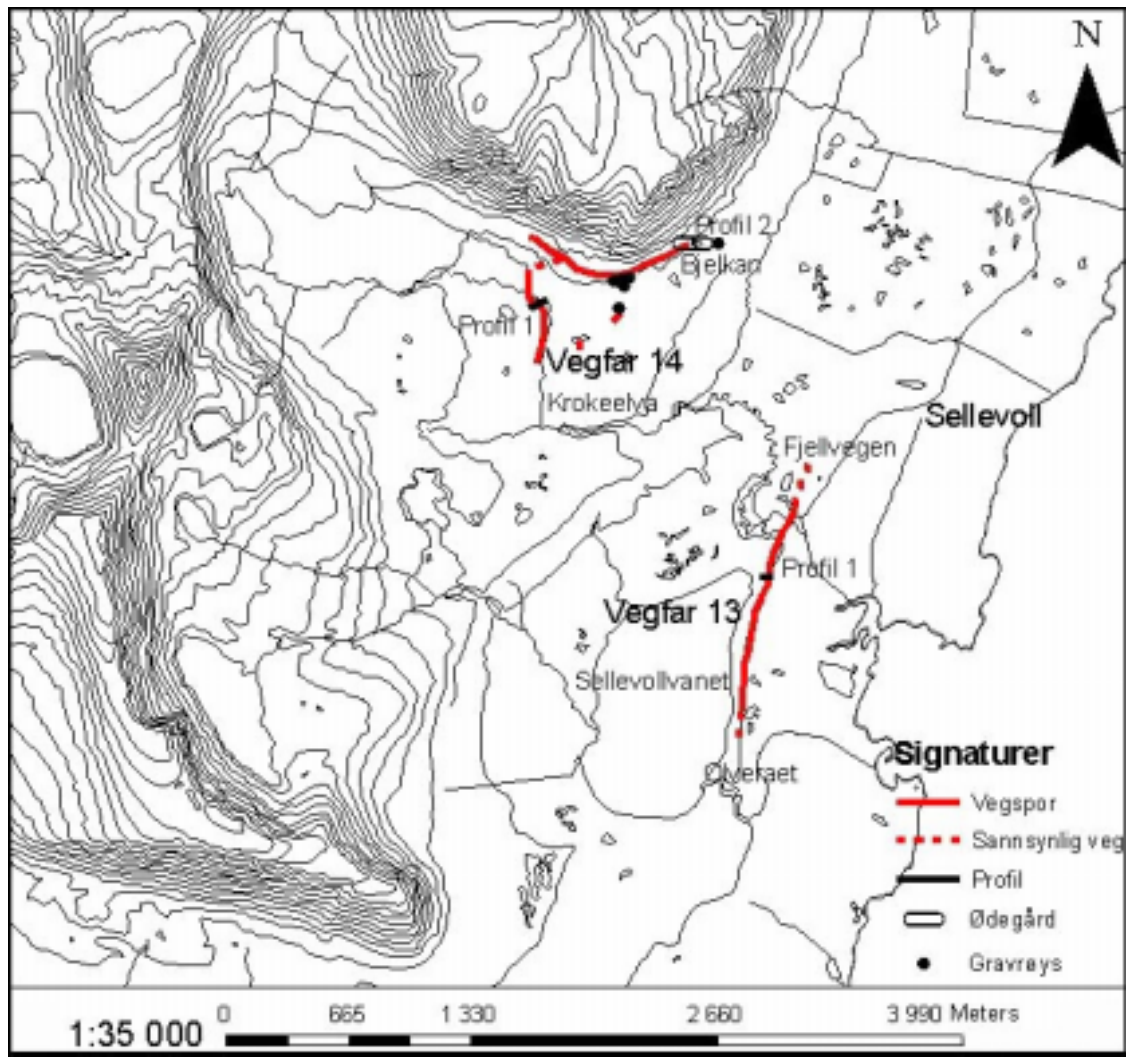 N
Profil 2
Bjelkan
Profil 1
Vegfar 14
Krokeelva
Sellevoll
Fjellvegen
Profil 1
Vegfar 13
Sellevollvanet
Øyeraet
Signaturer
Vegspor
Sannsynlig veg
Profil
Ødegård
Gravrøys
0 665 1 330 2 660 3 990 Meters
1:35 000